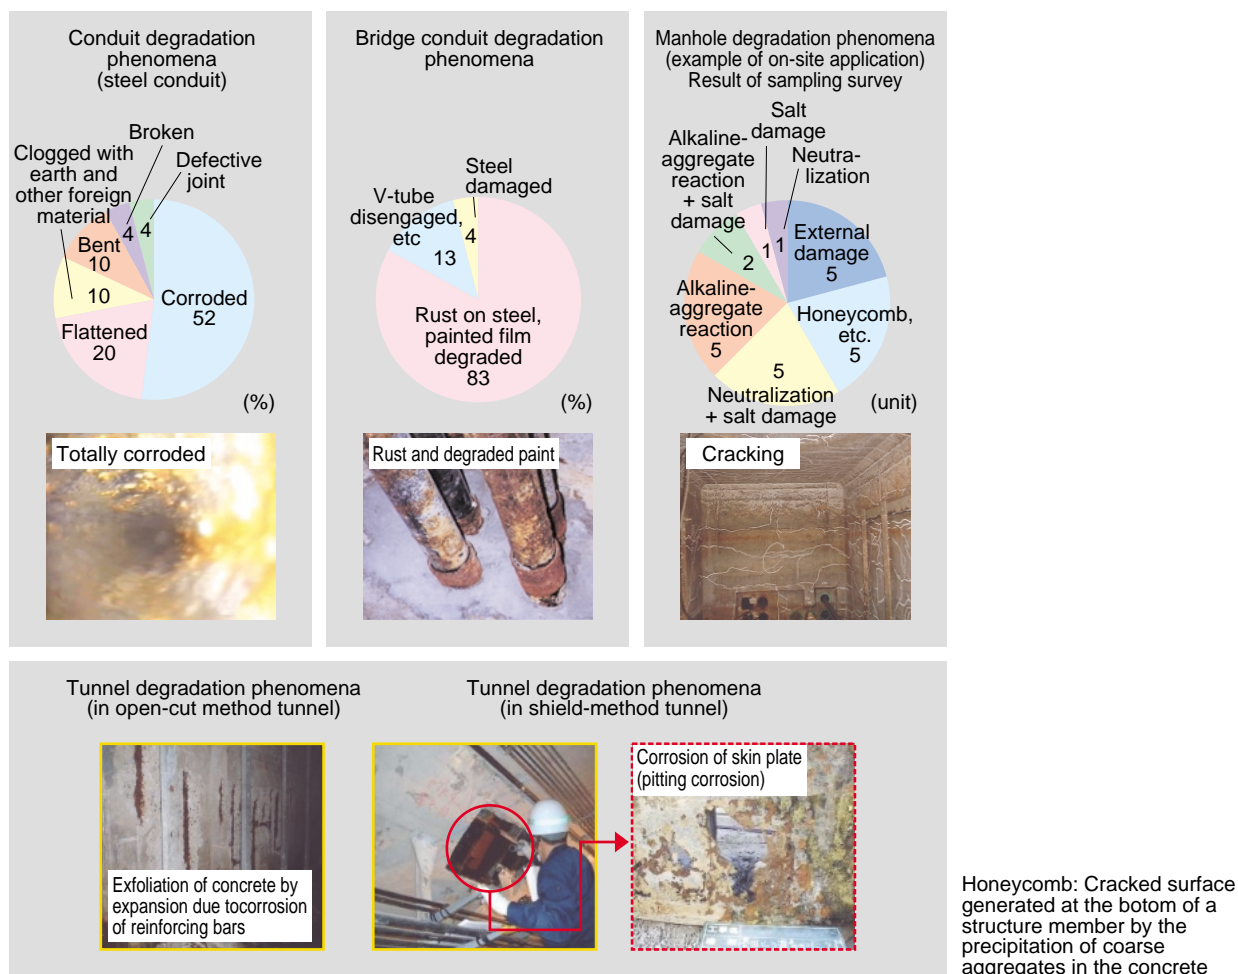 Conduit degradation
phenomena
(steel conduit)
Broken
Clogged with
earth and
other foreign
material
Defective
joint
4
4
Bent
10
10
Corroded
52
Flattened
20
(%)
Totally corroded
Bridge conduit degradation
phenomena
Steel
damaged
V-tube
disengaged,
etc
4
13
Rust on steel,
painted film
degraded
83
(%)
Rust and degraded paint
Manhole degradation phenomena
(example of on-site application)
Result of sampling survey
Salt
damage
Alkaline-
aggregate
reaction
+ salt
damage
Neutra-
lization
1
1
2
External
damage
5
Alkaline-
aggregate
reaction
5
Honeycomb,
etc.
5
5
Neutralization
+ salt damage
(unit)
Cracking
Tunnel degradation phenomena
(in open-cut method tunnel)
Exfoliation of concrete by
expansion due tocorrosion
of reinforcing bars
Tunnel degradation phenomena
(in shield-method tunnel)
Corrosion of skin plate
(pitting corrosion)
Honeycomb: Cracked surface
generated at the botom of a
structure member by the
precipitation of coarse
aggregates in the concrete